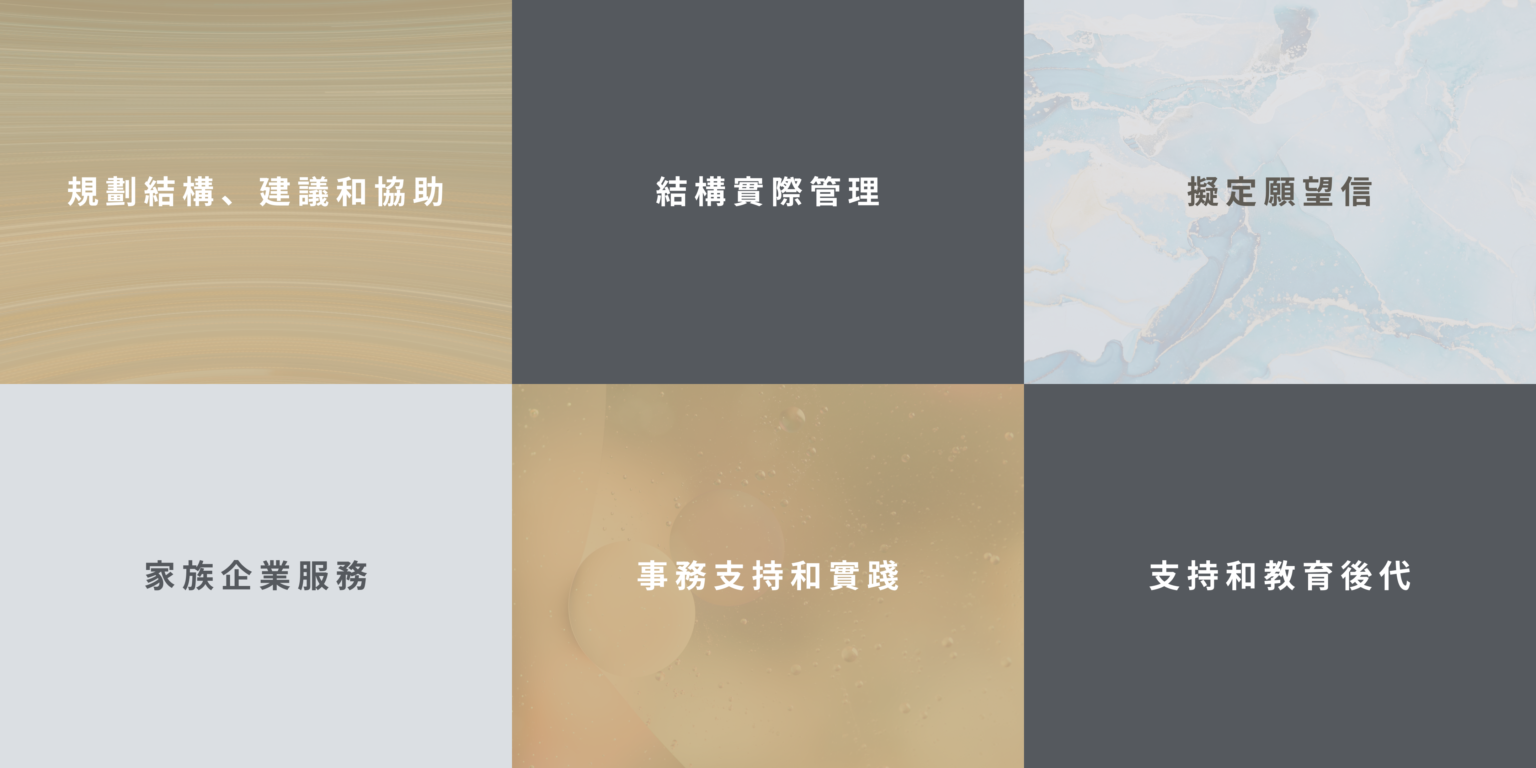 規劃結構、建議和協助
結構實際管理
擬定願望信
家族企業服務
事務支持和實踐
支持和教育後代